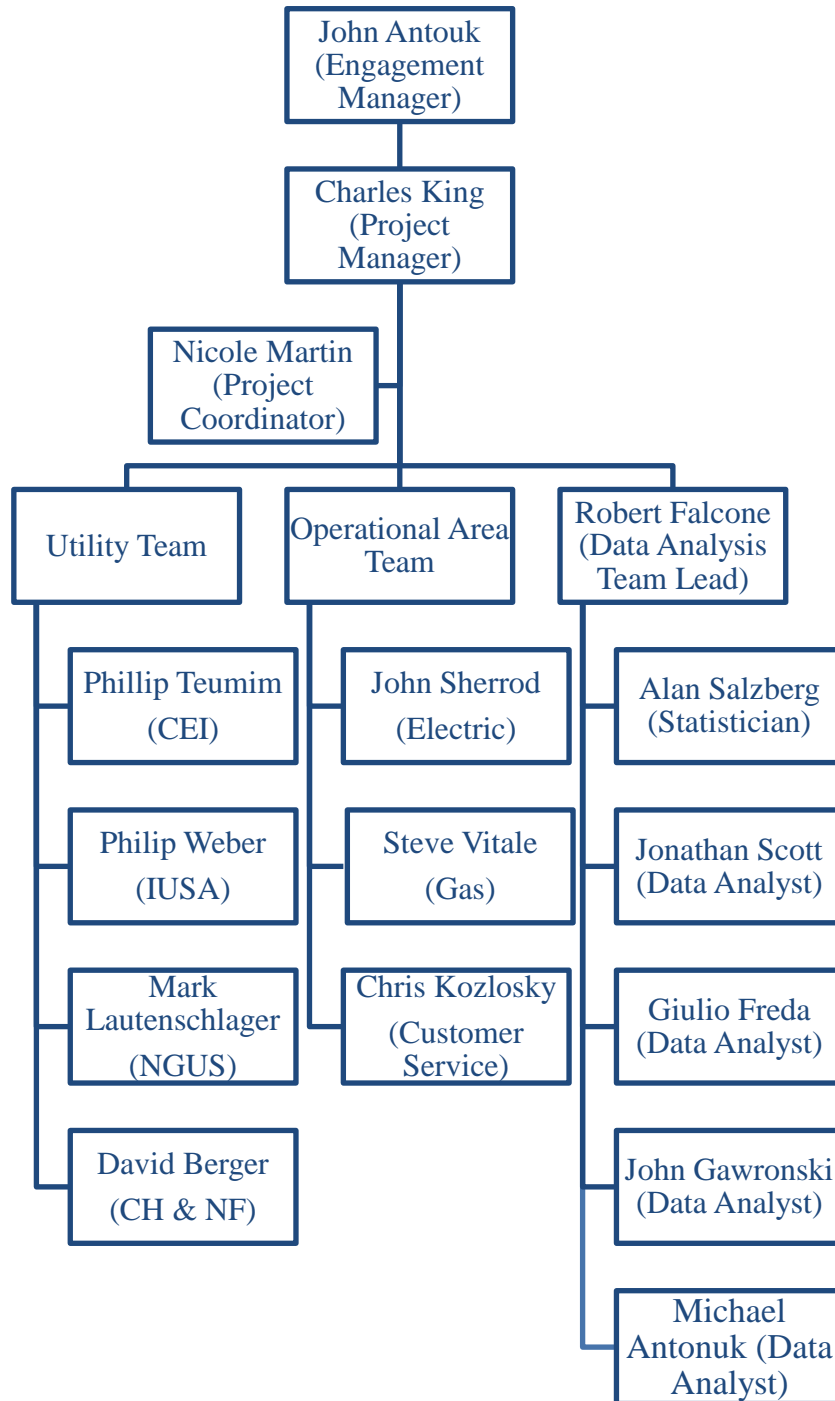 John Antouk
(Engagement
Manager)
Charles King
(Project
Manager)
Nicole Martin
(Project
Coordinator)
Utility Team
Operational Area
Team
Robert Falcone
(Data Analysis
Team Lead)
Phillip Teumim
(CEI)
Philip Weber
(IUSA)
Mark
Lautenschlager
(NGUS)
David Berger
(CH & NF)
John Sherrod
(Electric)
Steve Vitale
(Gas)
Chris Kozlosky
(Customer
Service)
Alan Salzberg
(Statistician)
Jonathan Scott
(Data Analyst)
Giulio Freda
(Data Analyst)
John Gawronski
(Data Analyst)
Michael
Antonuk (Data
Analyst)